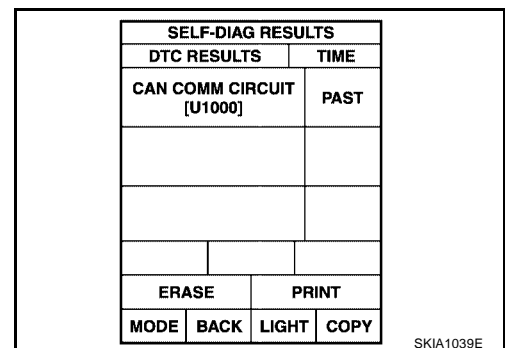 SELF-DIAG RESULTS
DTC RESULTS TIME
CAN COMM CIRCUIT
[U1000]
PAST
ERASE PRINT
MODE BACK LIGHT COPY
SKIA1039E